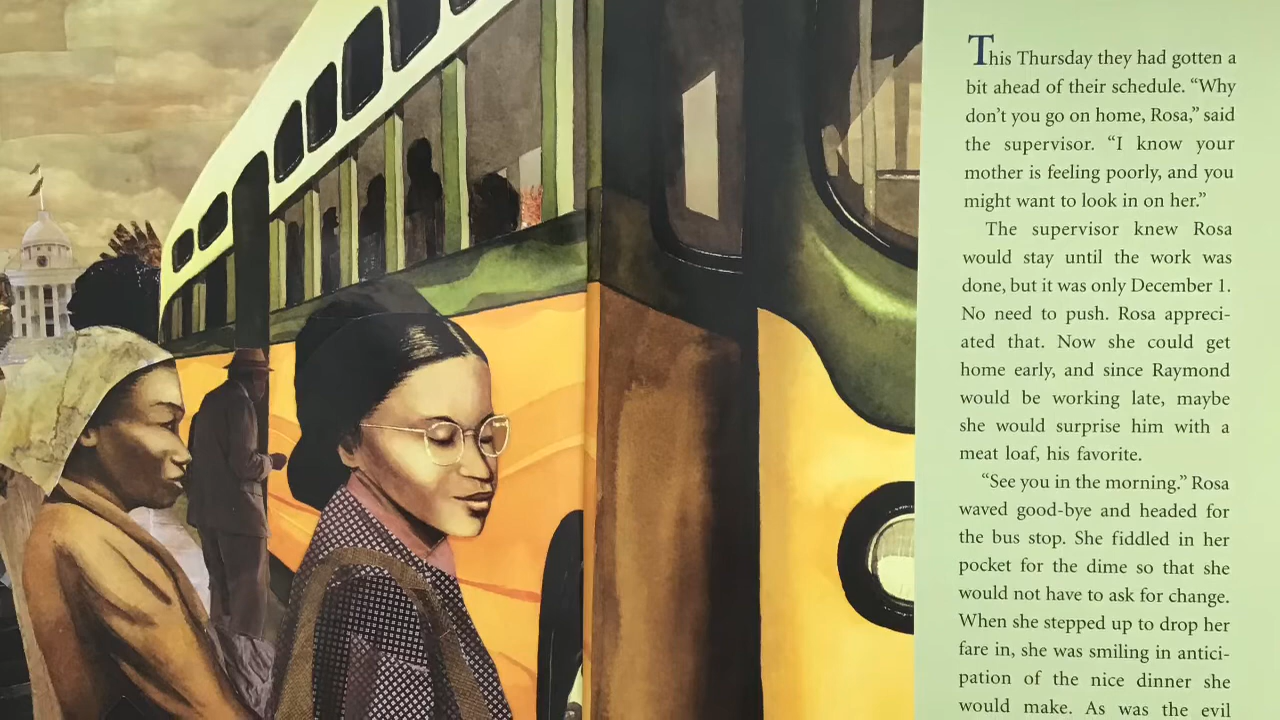 This Thursday they had gotten a
bit ahead of their schedule. “Why
don’t you go on home, Rosa,” said
the supervisor. “I know your
mother is feeling poorly, and you
might want to look in on her.”
The supervisor knew Rosa
would stay until the work was
done, but it was only December 1.
No need to push. Rosa appreci-
ated that. Now she could get
home early, and since Raymond
would be working late, maybe
she would surprise him with a
meat loaf, his favorite.
“See you in the morning.” Rosa
waved good-bye and headed for
the bus stop. She fiddled in her
pocket for the dime so that she
would not have to ask for change.
When she stepped up to drop her
fare in, she was smiling in antici-
pation of the nice dinner she
would make. As was the evil